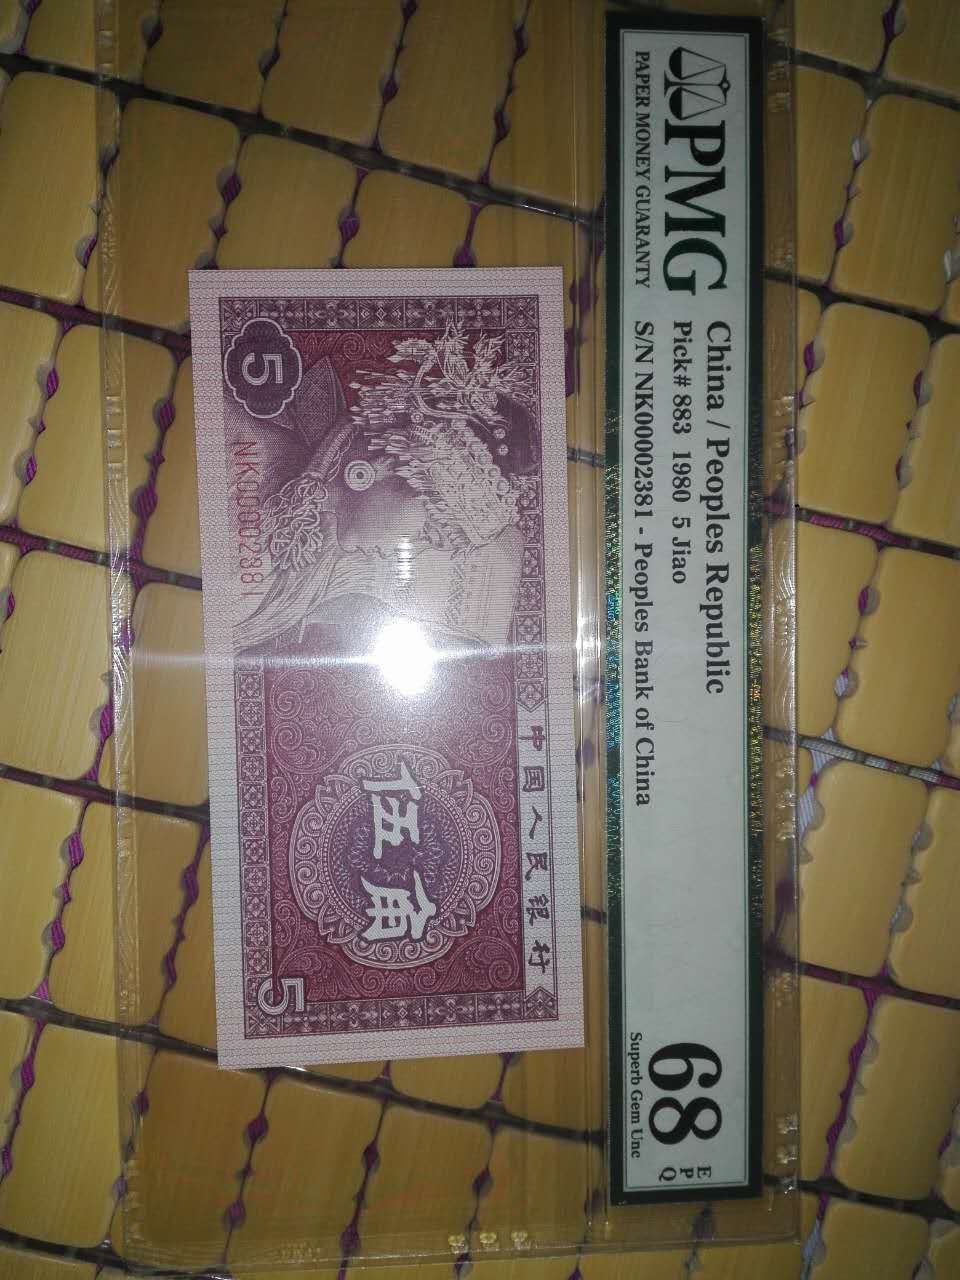 PMG
PAPER MONEY GUARANTY
China / Peoples Republic
Pick# 883 1980 5 Jiao
S/N NK00002381 - Peoples Bank of China
68
EPQ
Superb Gem Unc
中国人民银行
5
伍角
NK00002381
5